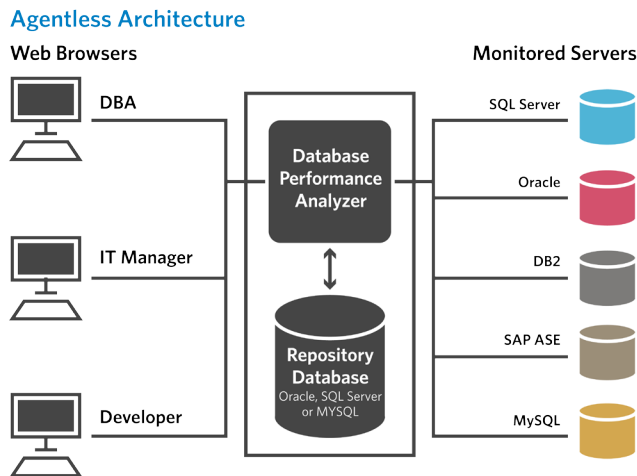 Agentless Architecture
Web Browsers
Monitored Servers
DBA
IT Manager
Developer
Database
Performance
Analyzer
Repository
Database
Oracle, SQL Server
or MYSQL
SQL Server
Oracle
DB2
SAP ASE
MySQL